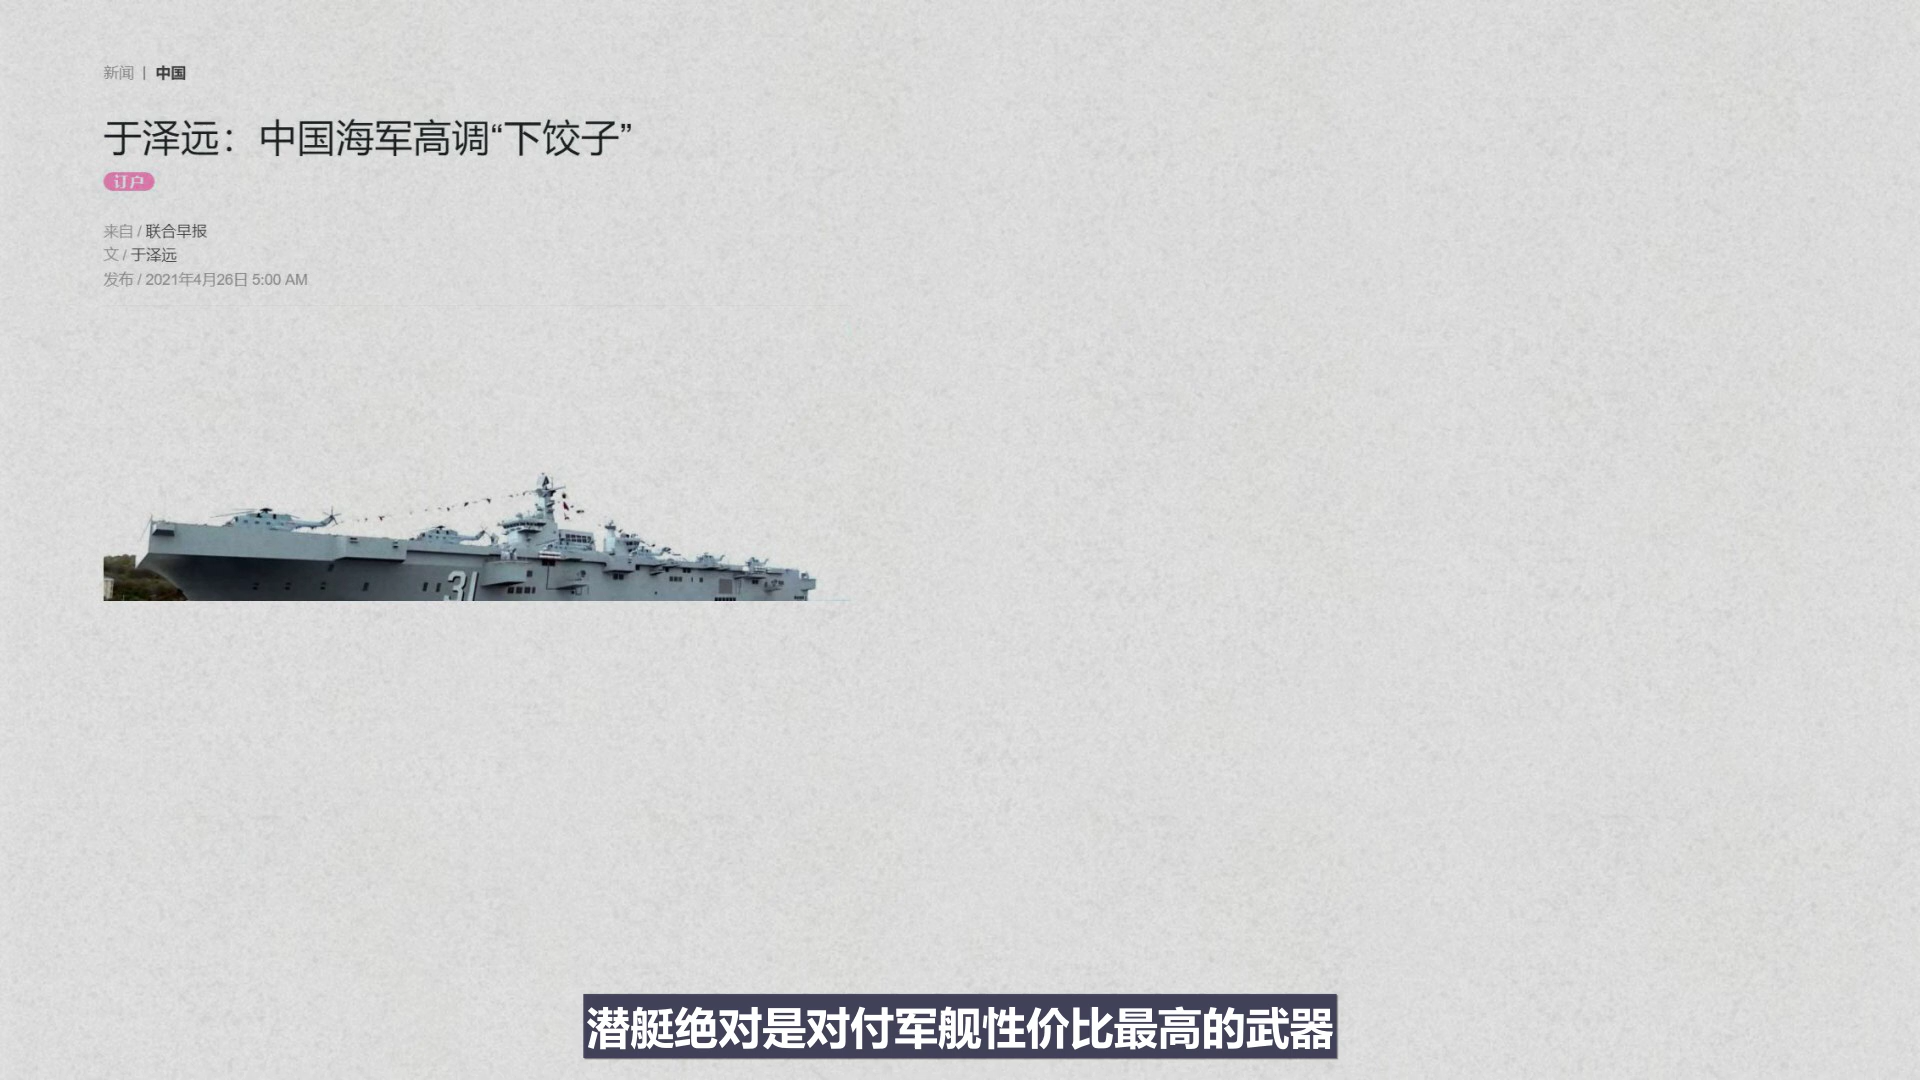 新闻 | 中国
于泽远：中国海军高调“下饺子”
订户
来自 / 联合早报
文 / 于泽远
发布 / 2021年4月26日 5:00 AM
31
潜艇绝对是对付军舰性价比最高的武器